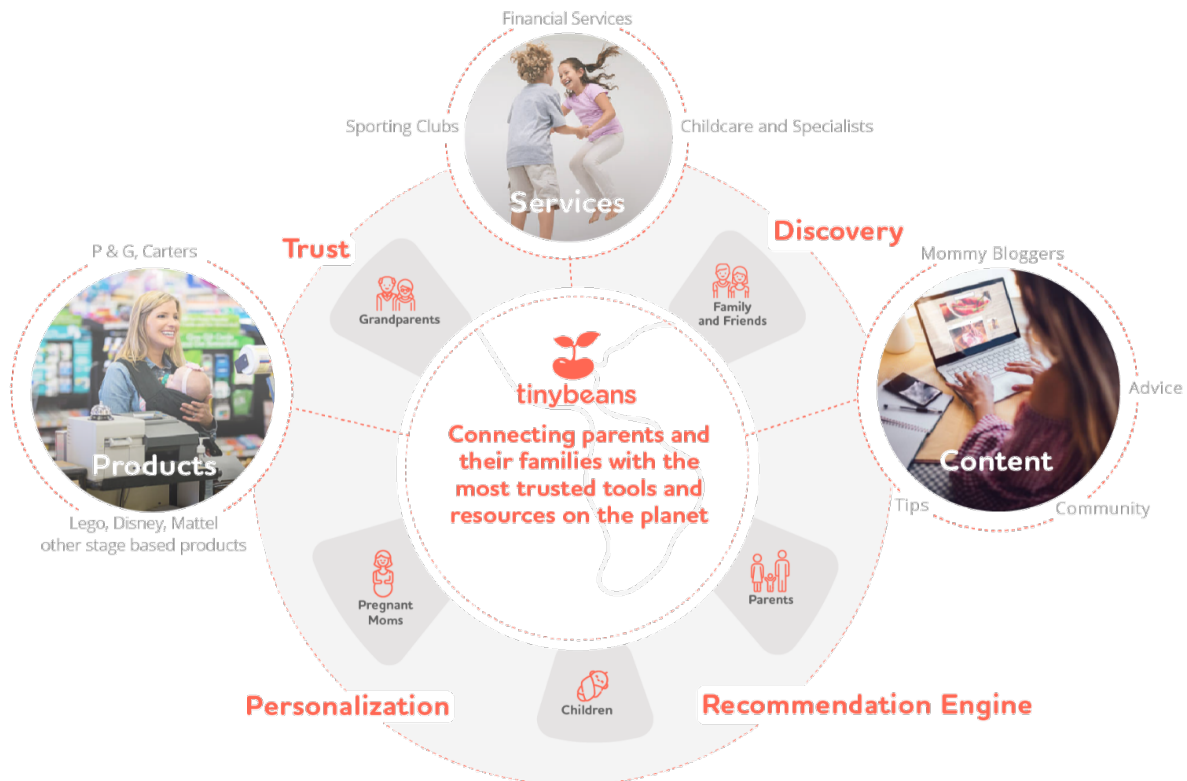 Financial Services
Sporting Clubs
Childcare and Specialists
Services
Trust
Discovery
P & G, Carters
Mommy Bloggers
Grandparents
Family
and Friends
tinybeans
Advice
Products
Connecting parents and
their families with the
most trusted tools and
resources on the planet
Content
Tips
Community
Lego, Disney, Mattel
other stage based products
Pregnant
Moms
Parents
Personalization
Children
Recommendation Engine